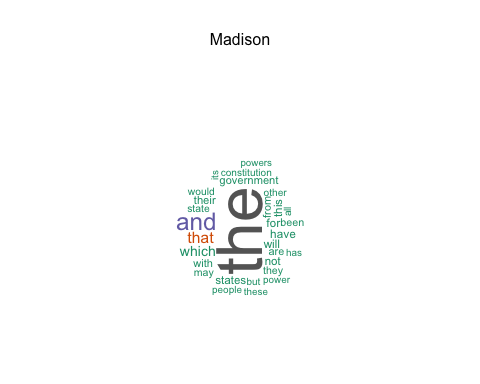 Madison
powers
its constitution
government
would other
their from this all
state
and the for been
that have
which will
are has
with not
may they
states but power
people these